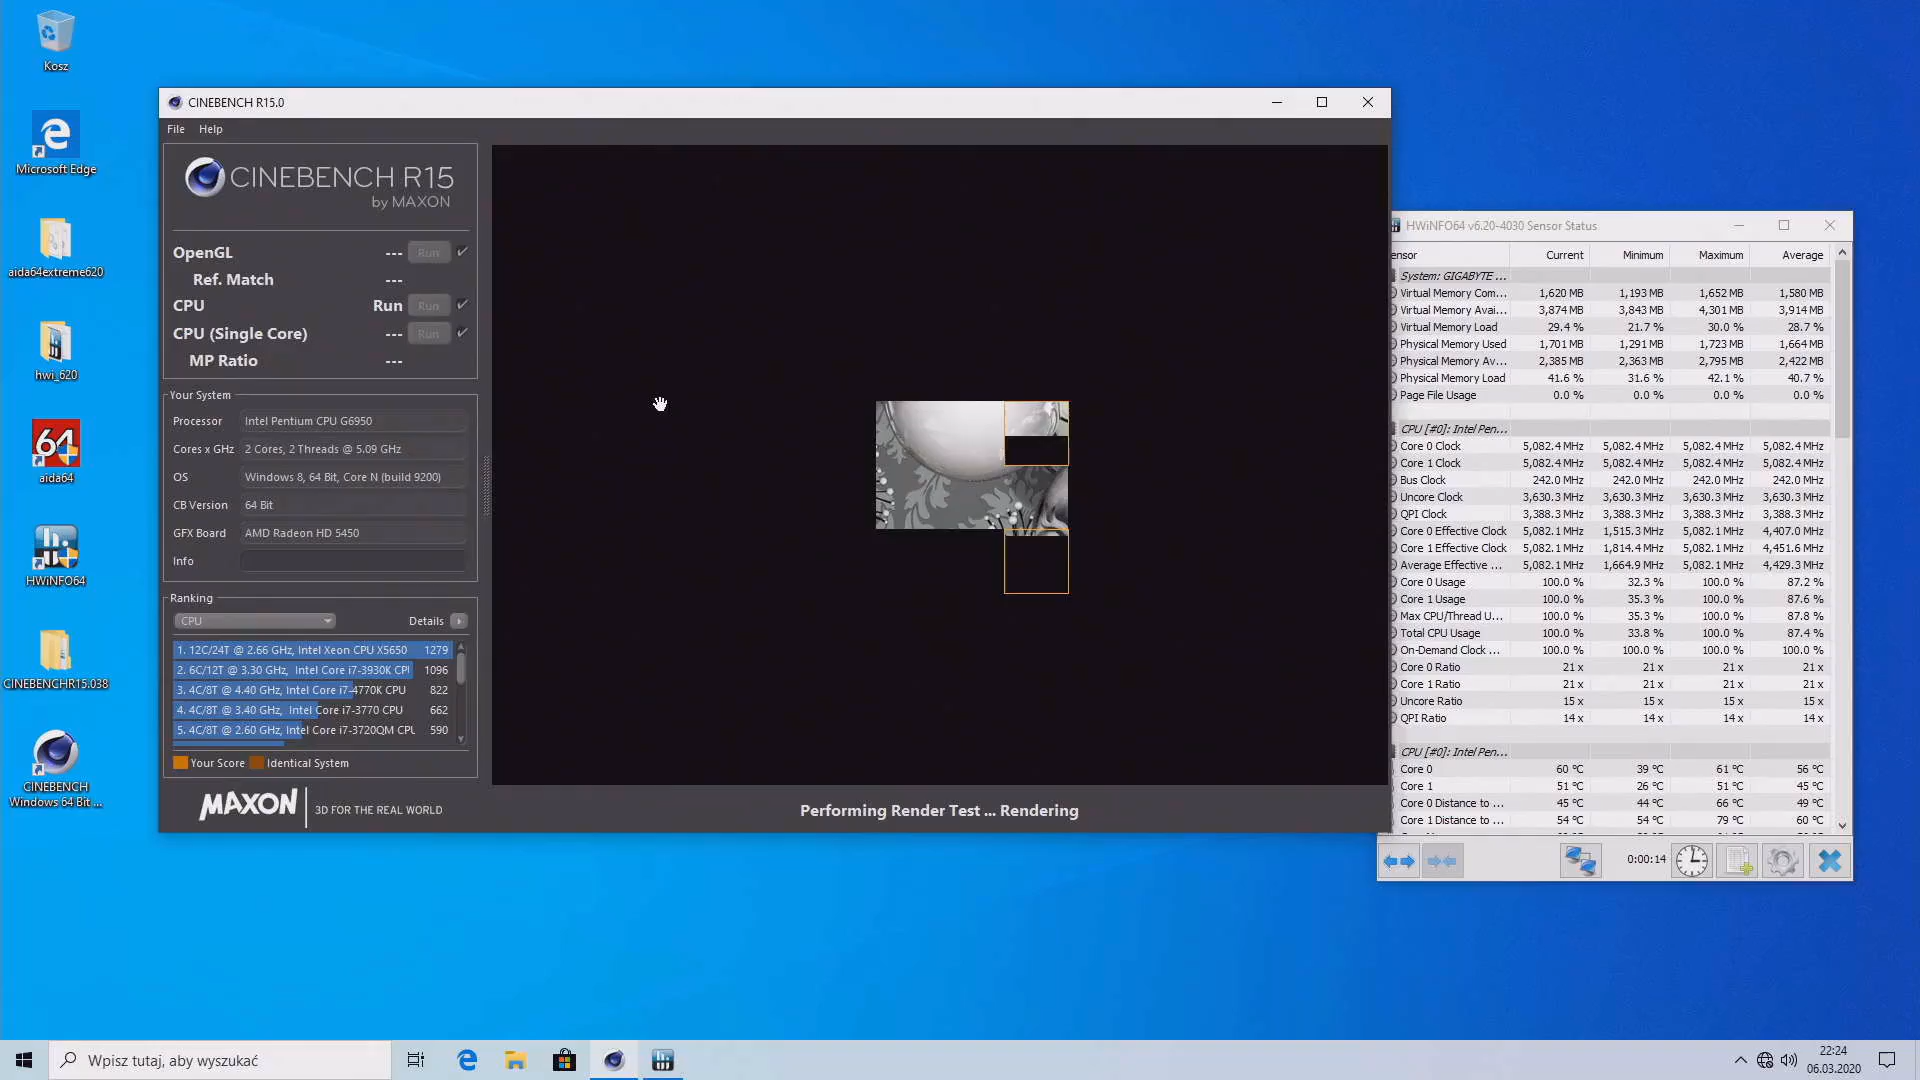 Kosz
Microsoft Edge
aida64extreme620
hwi_620
64
aida64
HWiNFO64
CINEBENCHR15.038
CINEBENCH
Windows 64 Bit ...
CINEBENCH R15.0
File Help
CINEBENCH R15
by MAXON
OpenGL --- Run
Ref. Match ---
CPU Run Run
CPU (Single Core) --- Run
MP Ratio ---
Your System
Processor Intel Pentium CPU G6950
Cores x GHz 2 Cores, 2 Threads @ 5.09 GHz
OS Windows 8, 64 Bit, Core N (build 9200)
CB Version 64 Bit
GFX Board AMD Radeon HD 5450
Info
Ranking
CPU Details
1. 12C/24T @ 2.66 GHz, Intel Xeon CPU X5650 1279
2. 6C/12T @ 3.30 GHz, Intel Core i7-3930K CPI 1096
3. 4C/8T @ 4.40 GHz, Intel Core i7-4770K CPU 822
4. 4C/8T @ 3.40 GHz, Intel Core i7-3770 CPU 662
5. 4C/8T @ 2.60 GHz, Intel Core i7-3720QM CPU 590
Your Score Identical System
MAXON 3D FOR THE REAL WORLD
Performing Render Test ... Rendering
HWiNFO64 v6.20-4030 Sensor Status
ensor Current Minimum Maximum Average
System: GIGABYTE ...
Virtual Memory Com... 1,620 MB 1,193 MB 1,652 MB 1,580 MB
Virtual Memory Avai... 3,874 MB 3,843 MB 4,301 MB 3,914 MB
Virtual Memory Load 29.4 % 21.7 % 30.0 % 28.7 %
Physical Memory Used 1,701 MB 1,291 MB 1,723 MB 1,664 MB
Physical Memory Av... 2,385 MB 2,363 MB 2,795 MB 2,422 MB
Physical Memory Load 41.6 % 31.6 % 42.1 % 40.7 %
Page File Usage 0.0 % 0.0 % 0.0 % 0.0 %
CPU [#0]: Intel Pen...
Core 0 Clock 5,082.4 MHz 5,082.4 MHz 5,082.4 MHz 5,082.4 MHz
Core 1 Clock 5,082.4 MHz 5,082.4 MHz 5,082.4 MHz 5,082.4 MHz
Bus Clock 242.0 MHz 242.0 MHz 242.0 MHz 242.0 MHz
Uncore Clock 3,630.3 MHz 3,630.3 MHz 3,630.3 MHz 3,630.3 MHz
QPI Clock 3,388.3 MHz 3,388.3 MHz 3,388.3 MHz 3,388.3 MHz
Core 0 Effective Clock 5,082.1 MHz 1,515.3 MHz 5,082.1 MHz 4,407.0 MHz
Core 1 Effective Clock 5,082.1 MHz 1,814.4 MHz 5,082.1 MHz 4,451.6 MHz
Average Effective ... 5,082.1 MHz 1,664.9 MHz 5,082.1 MHz 4,429.3 MHz
Core 0 Usage 100.0 % 32.3 % 100.0 % 87.2 %
Core 1 Usage 100.0 % 35.3 % 100.0 % 87.6 %
Max CPU/Thread U... 100.0 % 35.3 % 100.0 % 87.8 %
Total CPU Usage 100.0 % 33.8 % 100.0 % 87.4 %
On-Demand Clock ... 100.0 % 100.0 % 100.0 % 100.0 %
Core 0 Ratio 21 x 21 x 21 x 21 x
Core 1 Ratio 21 x 21 x 21 x 21 x
Uncore Ratio 15 x 15 x 15 x 15 x
QPI Ratio 14 x 14 x 14 x 14 x
CPU [#0]: Intel Pen...
Core 0 60 ºC 39 ºC 61 ºC 56 ºC
Core 1 51 ºC 26 ºC 51 ºC 45 ºC
Core 0 Distance to ... 45 ºC 44 ºC 66 ºC 49 ºC
Core 1 Distance to ... 54 ºC 54 ºC 79 ºC 60 ºC
0:00:14
Wpisz tutaj, aby wyszukać
22:24
06.03.2020